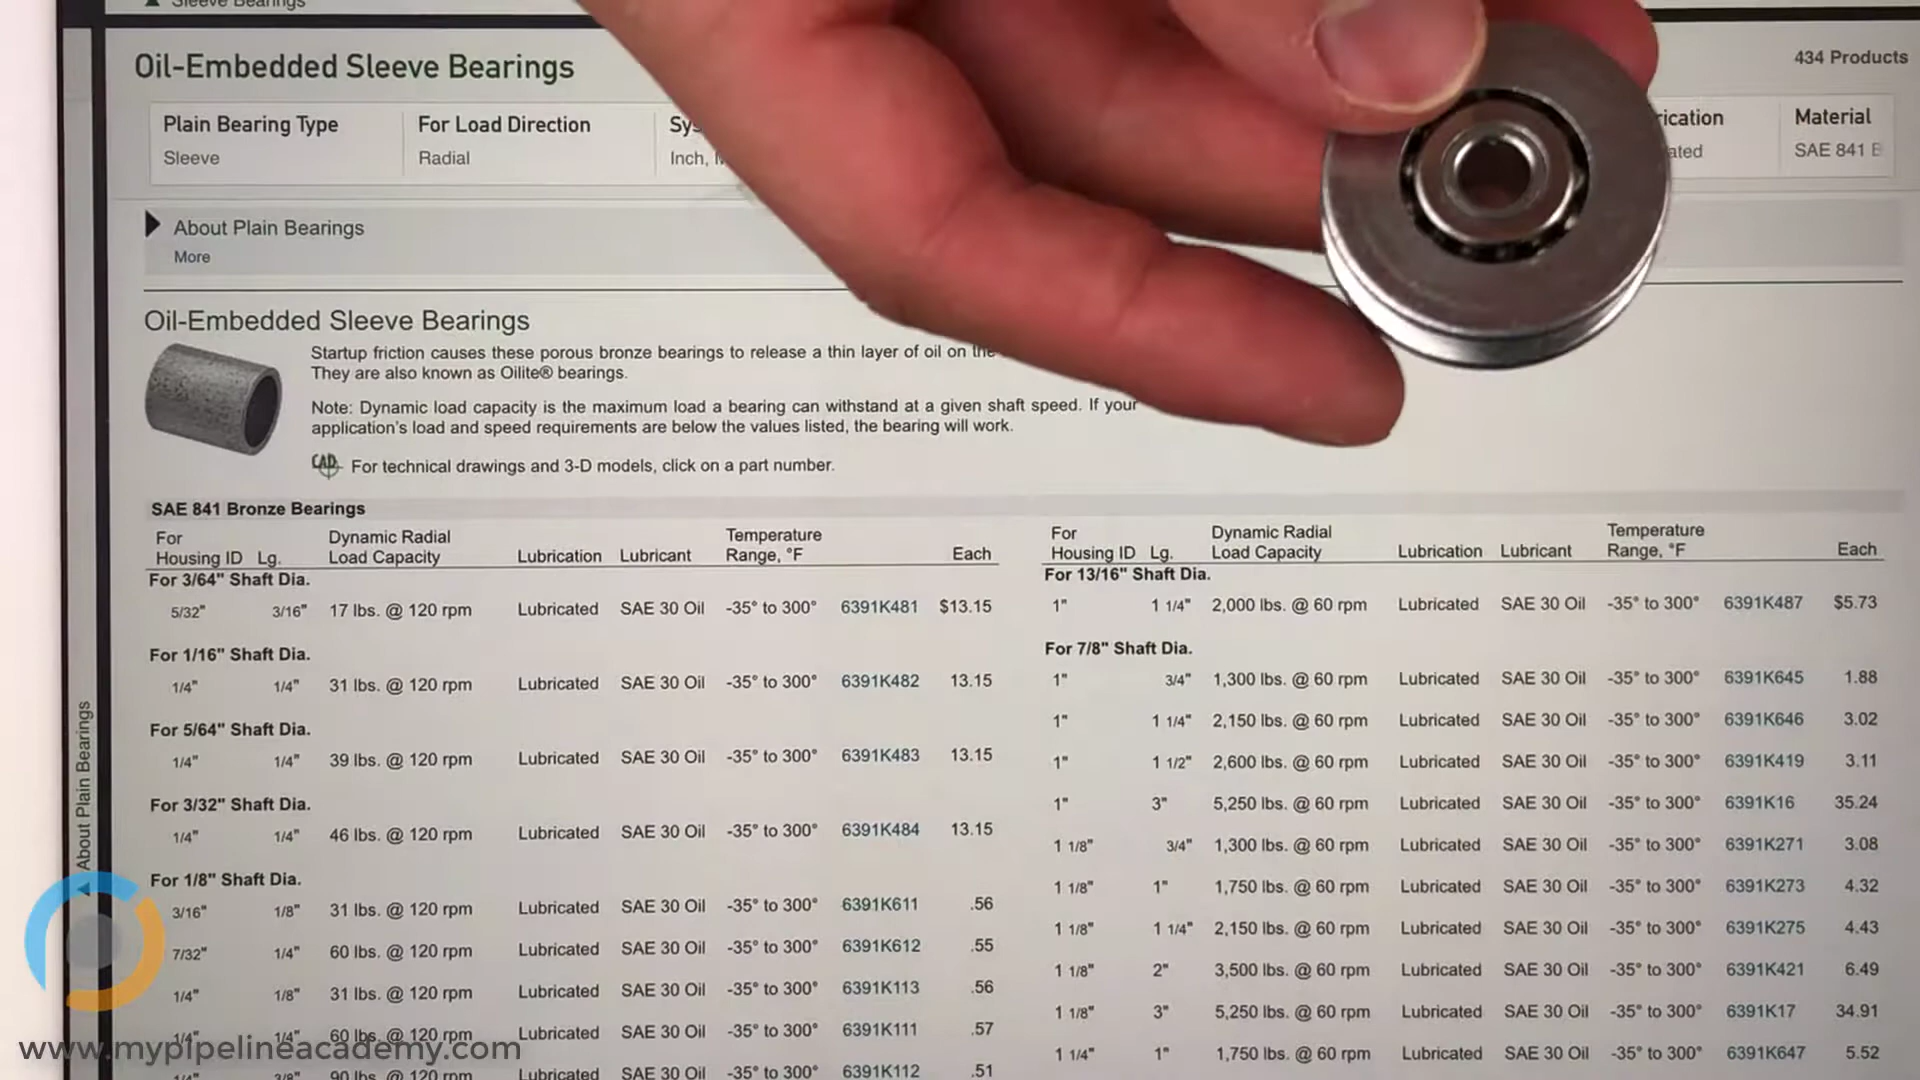 Sleeve Bearings
Oil-Embedded Sleeve Bearings
434 Products
Plain Bearing Type
Sleeve
For Load Direction
Radial
Inch,
Material
SAE 841
About Plain Bearings
More
Oil-Embedded Sleeve Bearings
Startup friction causes these porous bronze bearings to release a thin layer of oil on the
They are also known as Oilite® bearings.
Note: Dynamic load capacity is the maximum load a bearing can withstand at a given shaft speed. If your
application's load and speed requirements are below the values listed, the bearing will work.
CAD For technical drawings and 3-D models, click on a part number.
SAE 841 Bronze Bearings
For Housing ID Lg. Dynamic Radial Load Capacity Lubrication Lubricant Temperature Range, °F Each
For 3/64" Shaft Dia.
5/32" 3/16" 17 lbs. @ 120 rpm Lubricated SAE 30 Oil -35° to 300° 6391K481 $13.15
For 1/16" Shaft Dia.
1/4" 1/4" 31 lbs. @ 120 rpm Lubricated SAE 30 Oil -35° to 300° 6391K482 13.15
For 5/64" Shaft Dia.
1/4" 1/4" 39 lbs. @ 120 rpm Lubricated SAE 30 Oil -35° to 300° 6391K483 13.15
For 3/32" Shaft Dia.
1/4" 1/4" 46 lbs. @ 120 rpm Lubricated SAE 30 Oil -35° to 300° 6391K484 13.15
For 1/8" Shaft Dia.
3/16" 1/8" 31 lbs. @ 120 rpm Lubricated SAE 30 Oil -35° to 300° 6391K611 .56
7/32" 1/4" 60 lbs. @ 120 rpm Lubricated SAE 30 Oil -35° to 300° 6391K612 .55
1/4" 1/8" 31 lbs. @ 120 rpm Lubricated SAE 30 Oil -35° to 300° 6391K113 .56
1/4" 1/4" 60 lbs. @ 120 rpm Lubricated SAE 30 Oil -35° to 300° 6391K111 .57
1/4" 3/8" 90 lbs. @ 120 rpm Lubricated SAE 30 Oil -35° to 300° 6391K112 .51
For Housing ID Lg. Dynamic Radial Load Capacity Lubrication Lubricant Temperature Range, °F Each
For 13/16" Shaft Dia.
1" 1 1/4" 2,000 lbs. @ 60 rpm Lubricated SAE 30 Oil -35° to 300° 6391K487 $5.73
For 7/8" Shaft Dia.
1" 3/4" 1,300 lbs. @ 60 rpm Lubricated SAE 30 Oil -35° to 300° 6391K645 1.88
1" 1 1/4" 2,150 lbs. @ 60 rpm Lubricated SAE 30 Oil -35° to 300° 6391K646 3.02
1" 1 1/2" 2,600 lbs. @ 60 rpm Lubricated SAE 30 Oil -35° to 300° 6391K419 3.11
1" 3" 5,250 lbs. @ 60 rpm Lubricated SAE 30 Oil -35° to 300° 6391K16 35.24
1 1/8" 3/4" 1,300 lbs. @ 60 rpm Lubricated SAE 30 Oil -35° to 300° 6391K271 3.08
1 1/8" 1" 1,750 lbs. @ 60 rpm Lubricated SAE 30 Oil -35° to 300° 6391K273 4.32
1 1/8" 1 1/4" 2,150 lbs. @ 60 rpm Lubricated SAE 30 Oil -35° to 300° 6391K275 4.43
1 1/8" 2" 3,500 lbs. @ 60 rpm Lubricated SAE 30 Oil -35° to 300° 6391K421 6.49
1 1/8" 3" 5,250 lbs. @ 60 rpm Lubricated SAE 30 Oil -35° to 300° 6391K17 34.91
1 1/4" 1" 1,750 lbs. @ 60 rpm Lubricated SAE 30 Oil -35° to 300° 6391K647 5.52
About Plain Bearings
www.mypipelineacademy.com